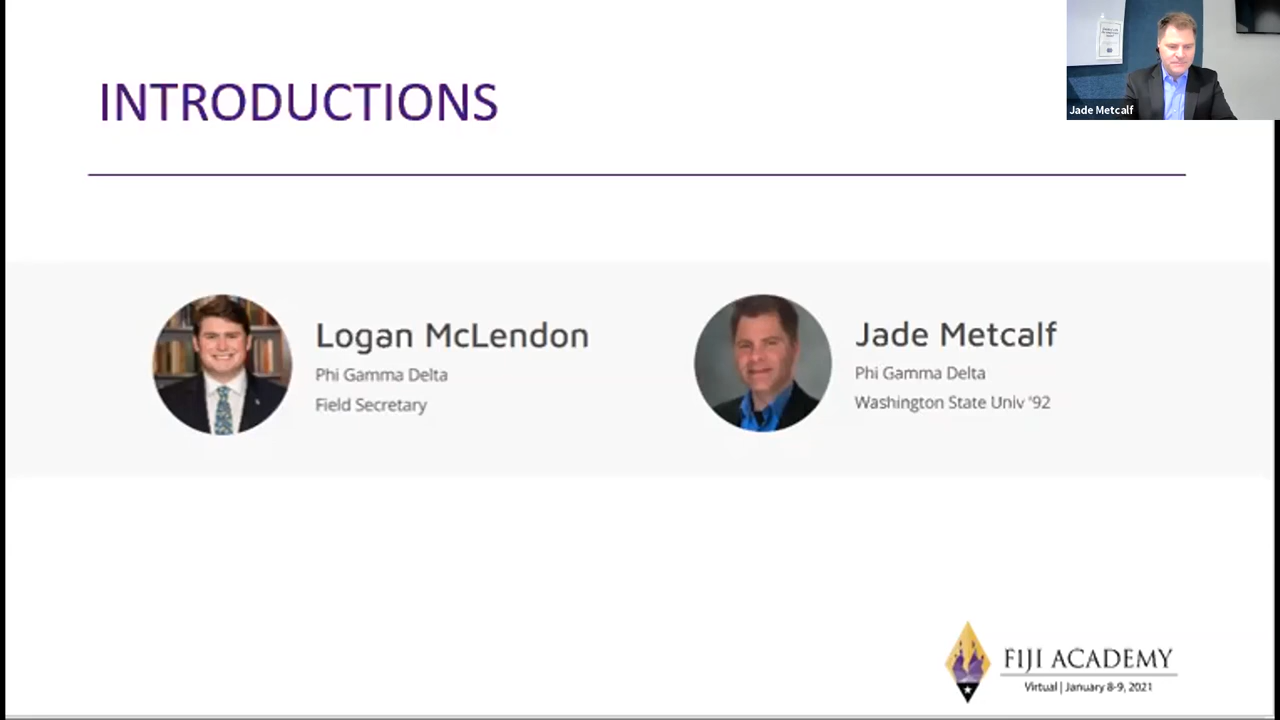 INTRODUCTIONS
Jade Metcalf
Logan McLendon
Phi Gamma Delta
Field Secretary
Jade Metcalf
Phi Gamma Delta
Washington State Univ '92
FIJI ACADEMY
Virtual | January 8-9, 2021